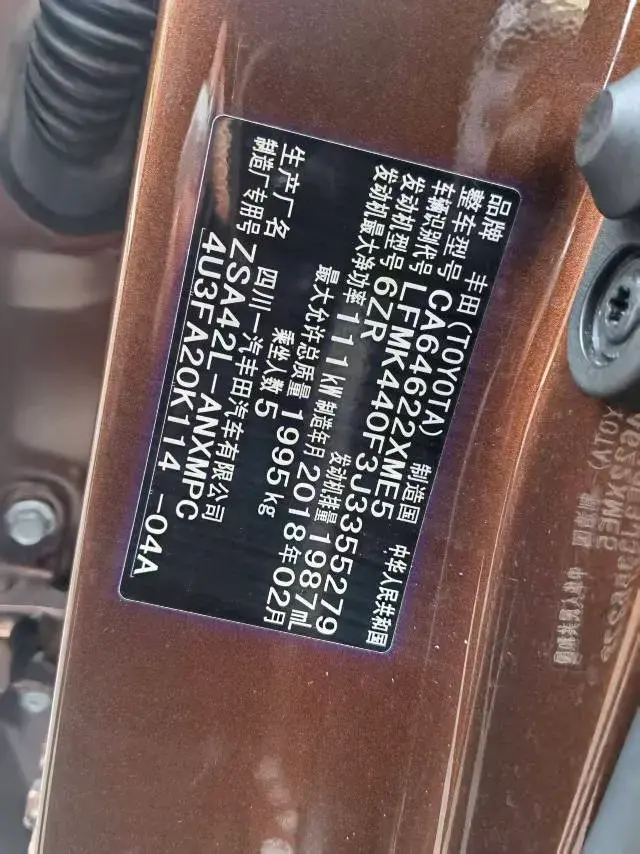 品牌 丰田(TOYOTA) 制造国 中华人民共和国
整车型号 CA64622XME5
车辆识别代号 LFMK440F3J3355279
发动机型号 6ZR 发动机排量 1987ml
发动机最大净功率 111kW 制造年月 2018年02月
最大允许总质量 1995kg
乘坐人数 5
生产厂名 四川一汽丰田汽车有限公司
制造厂专用号 ZSA42L-ANXMPC
4U3FA20K114 -04A